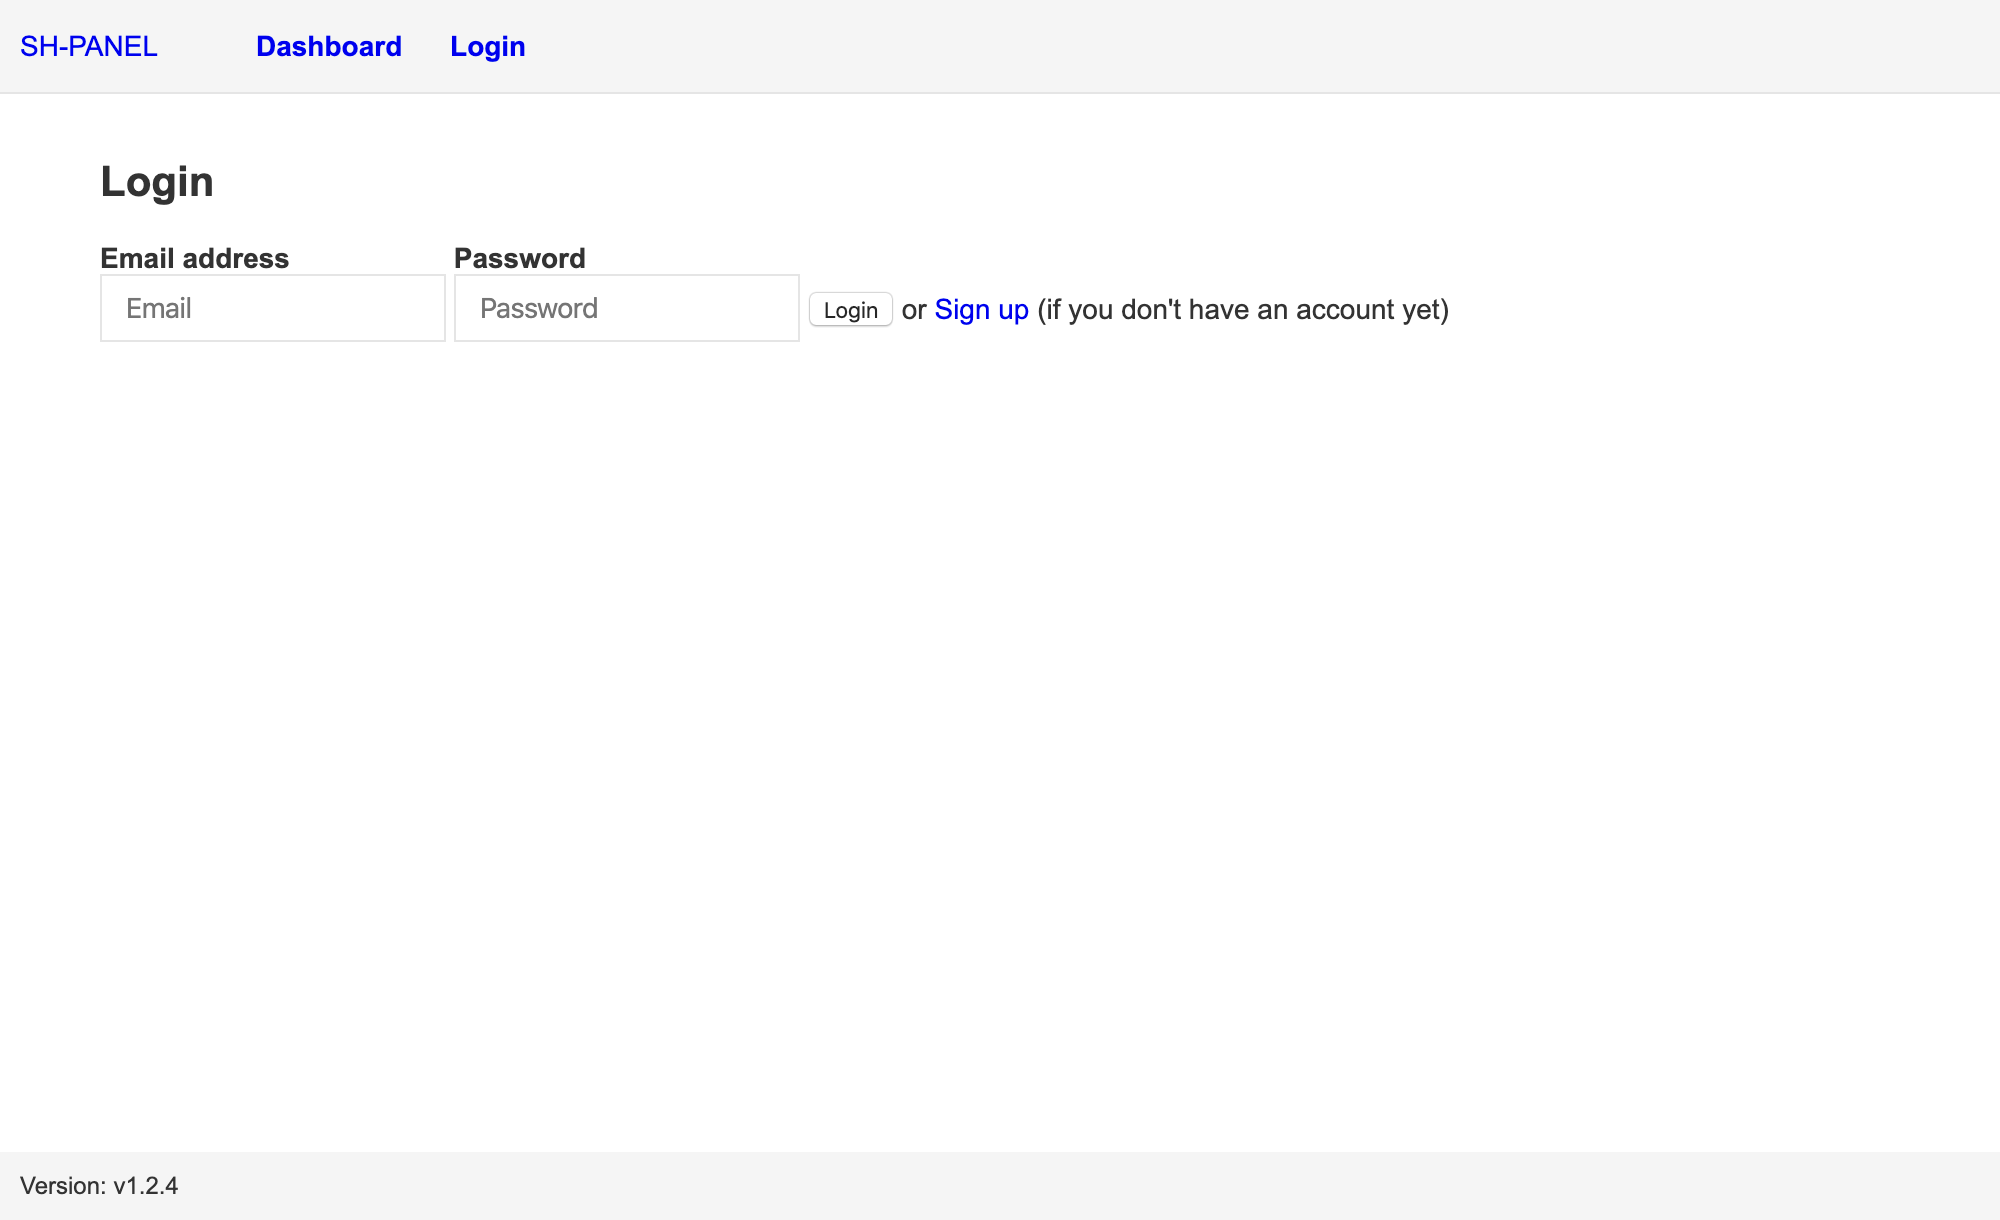 SH-PANEL Dashboard Login
Login
Email address Password
Email Password Login or Sign up (if you don't have an account yet)
Version: v1.2.4